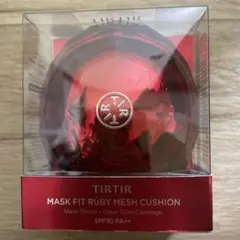 TIRTIR
MASK FIT RUBY MESH CUSHION
SPF30 PA++